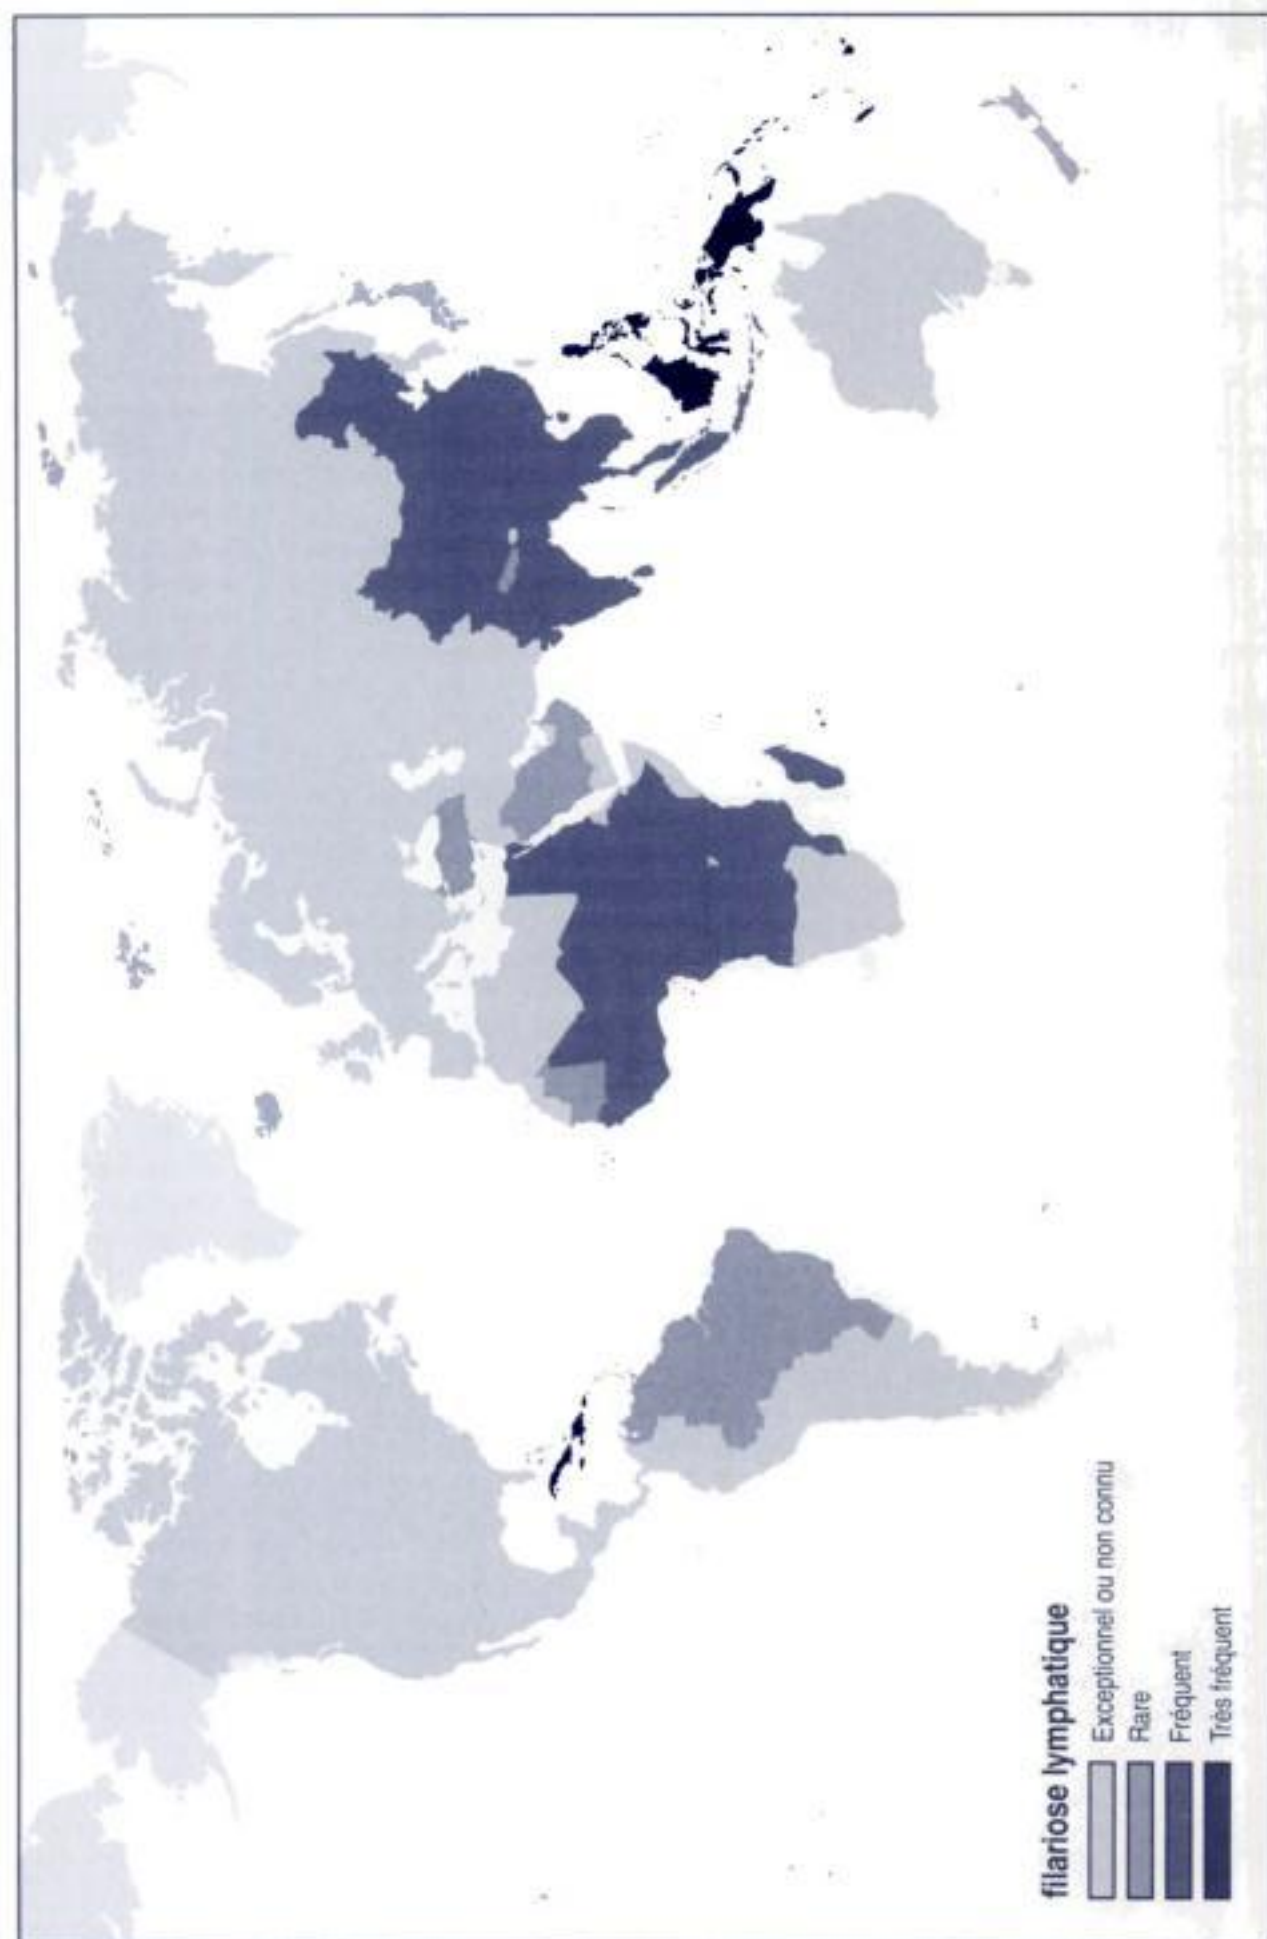 filariose lymphatique
Exceptionnel ou non connu
Rare
Fréquent
Très fréquent